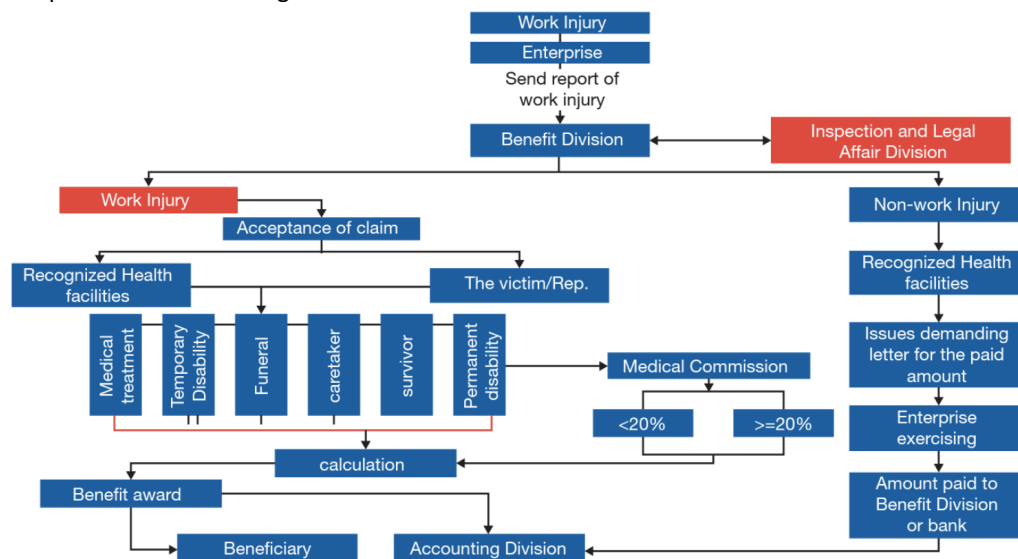 Work Injury
Enterprise
Send report of
work injury
Benefit Division
Inspection and Legal
Affair Division
Work Injury
Non-work Injury
Acceptance of claim
Recognized Health
facilities
The victim/Rep.
Recognized Health
facilities
Medical
treatment
Temporary
Disability
Funeral
caretaker
survivor
Permanent
disability
Medical Commission
<20%
>=20%
Issues demanding
letter for the paid
amount
Enterprise
exercising
calculation
Benefit award
Amount paid to
Benefit Division
or bank
Beneficiary
Accounting Division